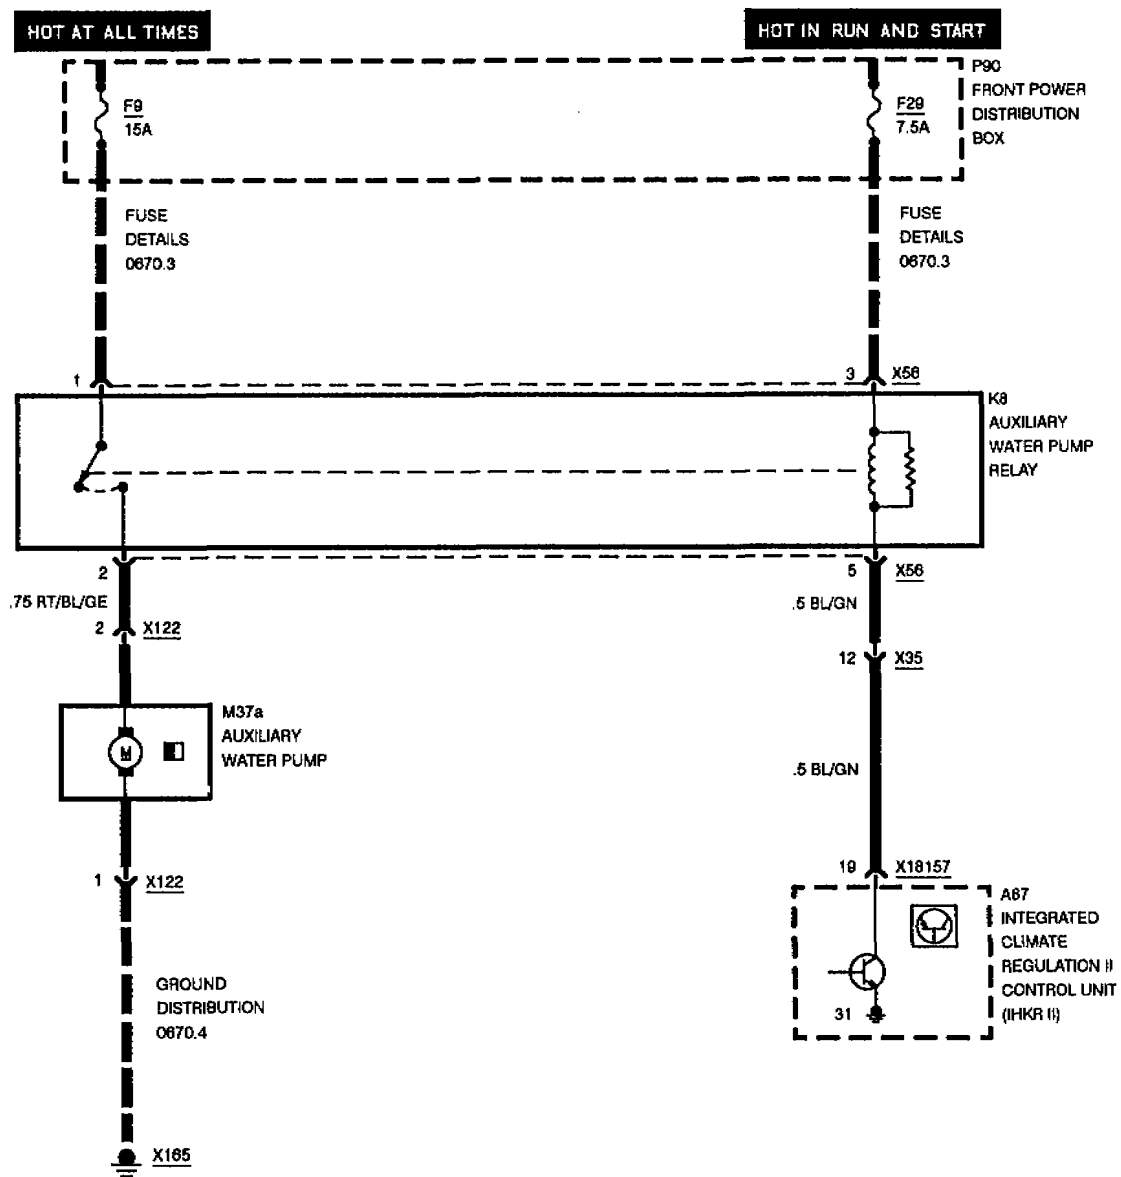 HOT AT ALL TIMES
HOT IN RUN AND START
P90
FRONT POWER
DISTRIBUTION
BOX
F9
15A
F29
7.5A
FUSE
DETAILS
0670.3
FUSE
DETAILS
0670.3
1
3
X56
K8
AUXILIARY
WATER PUMP
RELAY
2
5
X56
.75 RT/BL/GE
.5 BL/GN
2
X122
12
X35
M37a
AUXILIARY
WATER PUMP
M
.5 BL/GN
1
X122
19
X18157
A87
INTEGRATED
CLIMATE
REGULATION II
CONTROL UNIT
(IHKR II)
31
GROUND
DISTRIBUTION
0670.4
X165